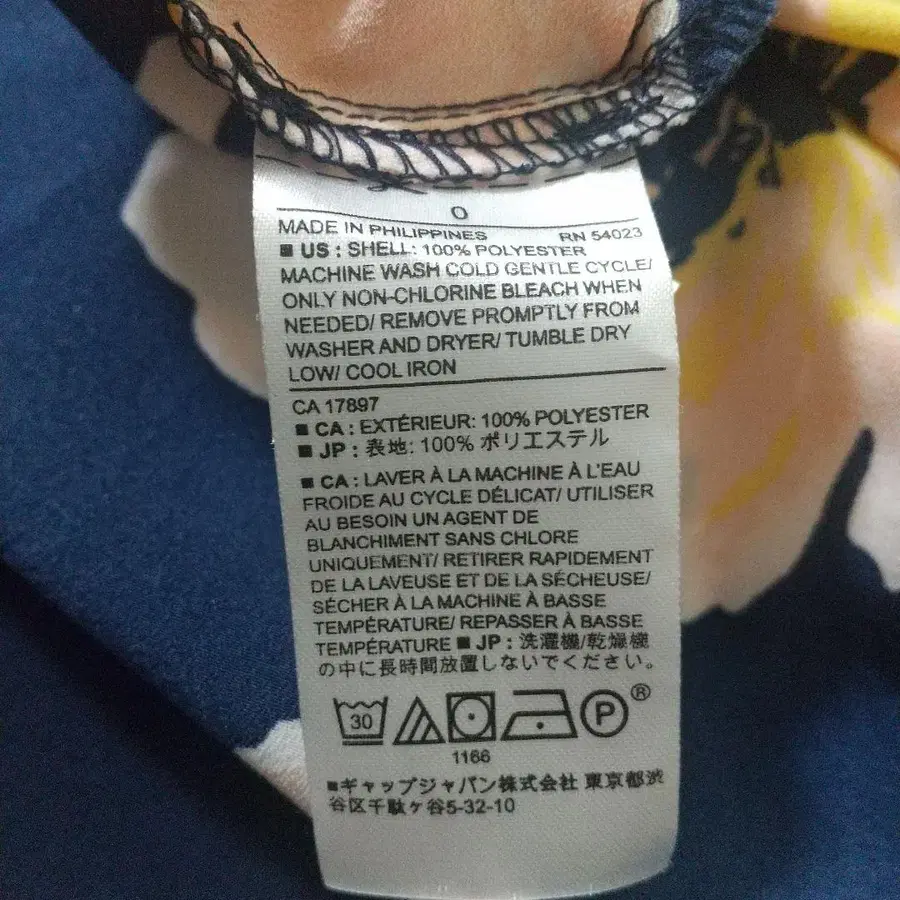 0
MADE IN PHILIPPINES RN 54023
■ US : SHELL: 100% POLYESTER
MACHINE WASH COLD GENTLE CYCLE/
ONLY NON-CHLORINE BLEACH WHEN
NEEDED/ REMOVE PROMPTLY FROM
WASHER AND DRYER/ TUMBLE DRY
LOW/ COOL IRON
CA 17897
■ CA : EXTÉRIEUR: 100% POLYESTER
■ JP : 表地: 100% ポリエステル
■ CA : LAVER À LA MACHINE À L'EAU
FROIDE AU CYCLE DÉLICAT/ UTILISER
AU BESOIN UN AGENT DE
BLANCHIMENT SANS CHLORE
UNIQUEMENT/ RETIRER RAPIDEMENT
DE LA LAVEUSE ET DE LA SÉCHEUSE/
SÉCHER À LA MACHINE À BASSE
TEMPÉRATURE/ REPASSER À BASSE
TEMPÉRATURE ■ JP : 洗濯機/乾燥機
の中に長時間放置しないでください。
30 P ®
1166
■ギャップジャパン株式会社 東京都渋
谷区千駄ヶ谷5-32-10